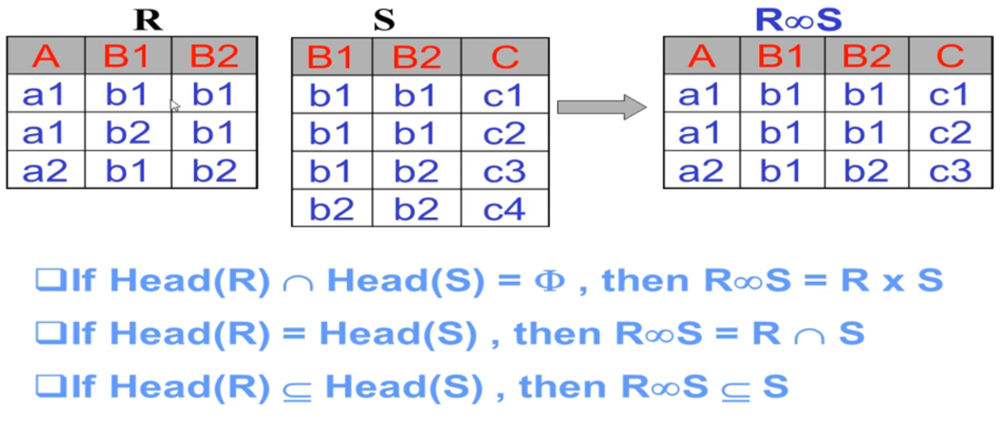 R
A B1 B2
a1 b1 b1
a1 b2 b1
a2 b1 b2
S
B1 B2 C
b1 b1 c1
b1 b1 c2
b1 b2 c3
b2 b2 c4
R∞S
A B1 B2 C
a1 b1 b1 c1
a1 b1 b1 c2
a2 b1 b2 c3
❑If Head(R) ∩ Head(S) = Φ , then R∞S = R x S
❑If Head(R) = Head(S) , then R∞S = R ∩ S
❑If Head(R) ⊆ Head(S) , then R∞S ⊆ S